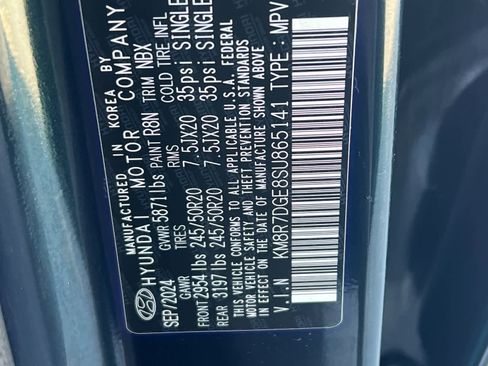 MANUFACTURED IN KOREA BY
HYUNDAI MOTOR COMPANY
SEP/2024 GVWR 5871 lbs PAINT R8N TRIM NBX
GAWR TIRES RIMS COLD TIRE INFL
FRONT 2954 lbs 245/50R20 7.5JX20 35psi SINGLE
REAR 3197 lbs 245/50R20 7.5JX20 35psi SINGLE
THIS VEHICLE CONFORMS TO ALL APPLICABLE U.S.A. FEDERAL
MOTOR VEHICLE SAFETY, BUMPER AND THEFT PREVENTION STANDARDS
IN EFFECT ON THE DATE OF MANUFACTURE SHOWN ABOVE.
V.I.N : KM8R7DGE8SU865141 TYPE : MPV